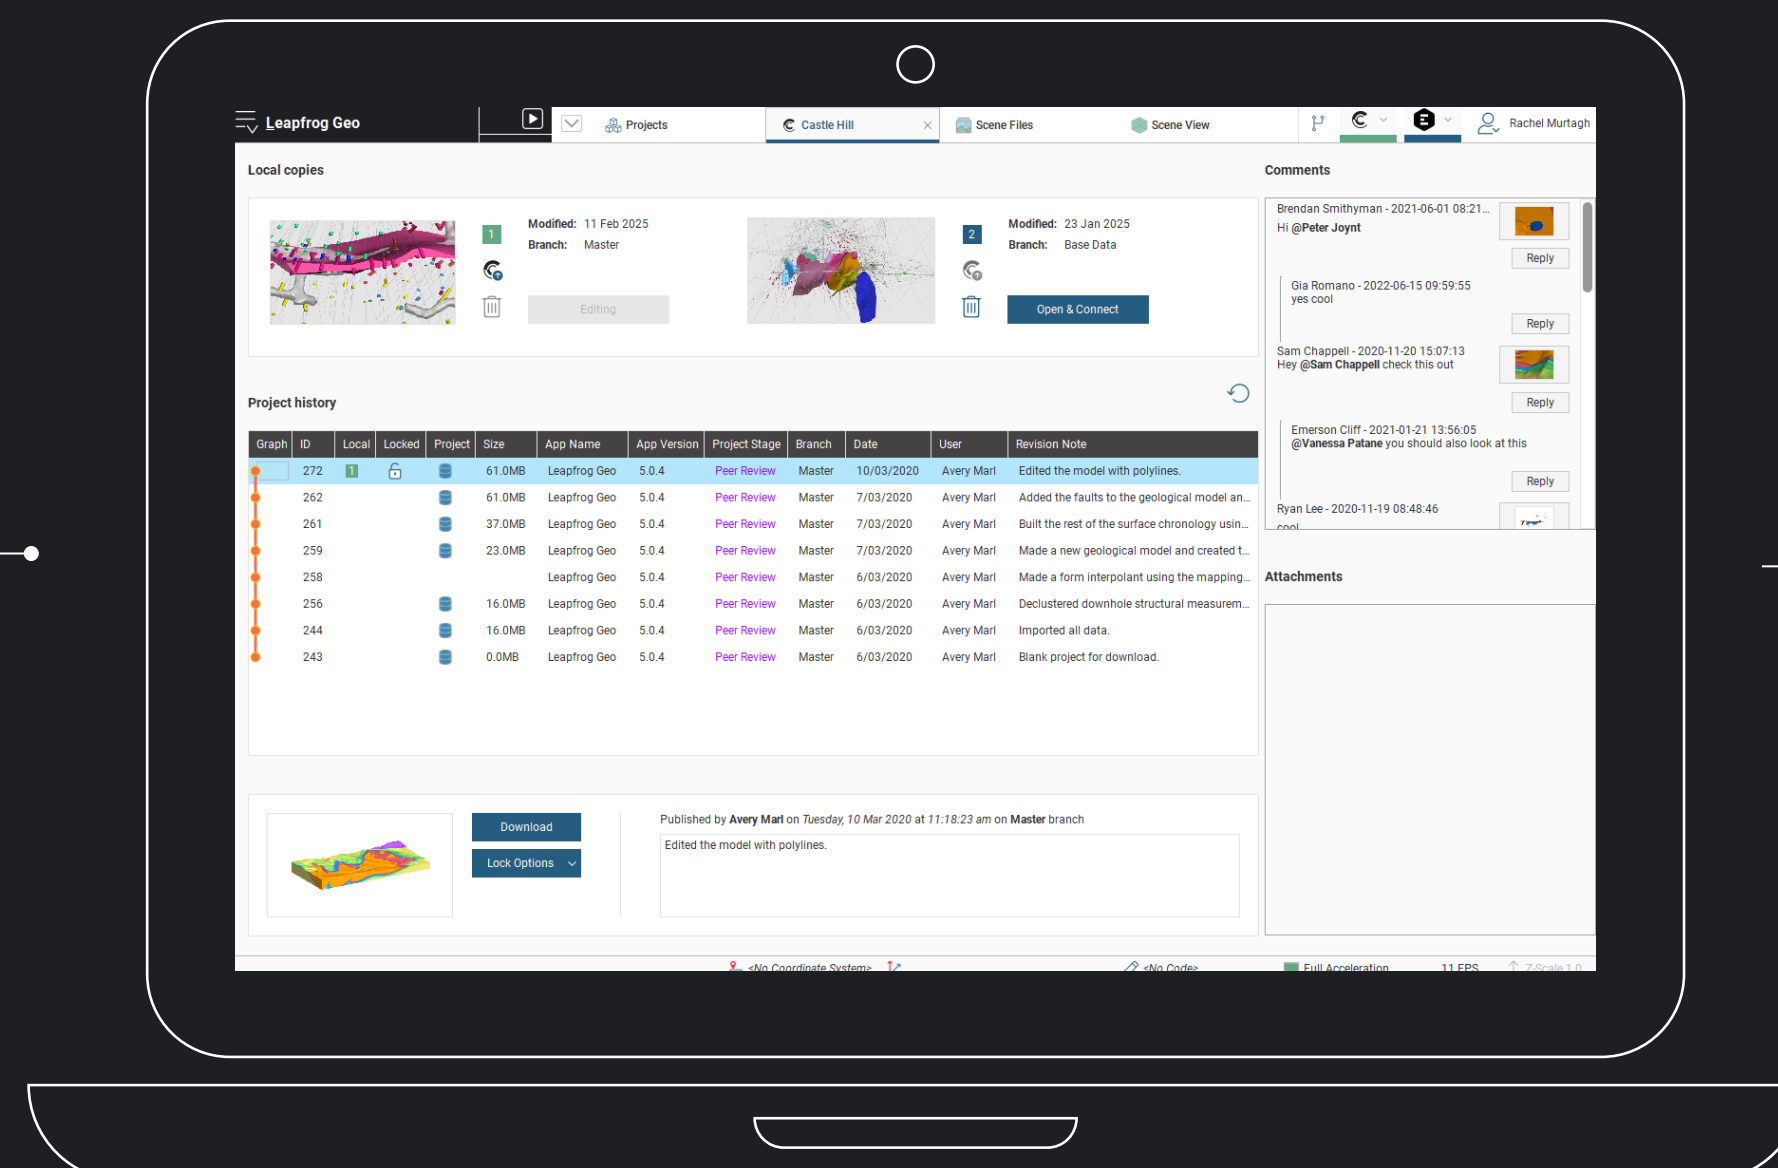 Leapfrog Geo
Projects
Castle Hill
Scene Files
Scene View
Rachel Murtagh
Local copies
1
Modified: 11 Feb 2025
Branch: Master
Editing
2
Modified: 23 Jan 2025
Branch: Base Data
Open & Connect
Project history
Graph ID Local Locked Project Size App Name App Version Project Stage Branch Date User Revision Note
272 1 61.0MB Leapfrog Geo 5.0.4 Peer Review Master 10/03/2020 Avery Marl Edited the model with polylines.
262 61.0MB Leapfrog Geo 5.0.4 Peer Review Master 7/03/2020 Avery Marl Added the faults to the geological model an...
261 37.0MB Leapfrog Geo 5.0.4 Peer Review Master 7/03/2020 Avery Marl Built the rest of the surface chronology usin...
259 23.0MB Leapfrog Geo 5.0.4 Peer Review Master 7/03/2020 Avery Marl Made a new geological model and created t...
258 Leapfrog Geo 5.0.4 Peer Review Master 6/03/2020 Avery Marl Made a form interpolant using the mapping...
256 16.0MB Leapfrog Geo 5.0.4 Peer Review Master 6/03/2020 Avery Marl Declustered downhole structural measurem...
244 16.0MB Leapfrog Geo 5.0.4 Peer Review Master 6/03/2020 Avery Marl Imported all data.
243 0.0MB Leapfrog Geo 5.0.4 Peer Review Master 6/03/2020 Avery Marl Blank project for download.
Download
Lock Options
Published by Avery Marl on Tuesday, 10 Mar 2020 at 11:18:23 am on Master branch
Edited the model with polylines.
Comments
Brendan Smithyman - 2021-06-01 08:21...
Hi @Peter Joynt
Reply
Gia Romano - 2022-06-15 09:59:55
yes cool
Reply
Sam Chappell - 2020-11-20 15:07:13
Hey @Sam Chappell check this out
Reply
Emerson Cliff - 2021-01-21 13:56:05
@Vanessa Patane you should also look at this
Reply
Ryan Lee - 2020-11-19 08:48:46
cool
Attachments
<No Coordinate System>
<No Code>
Full Acceleration
11 FPS
Z-Scale 1.0